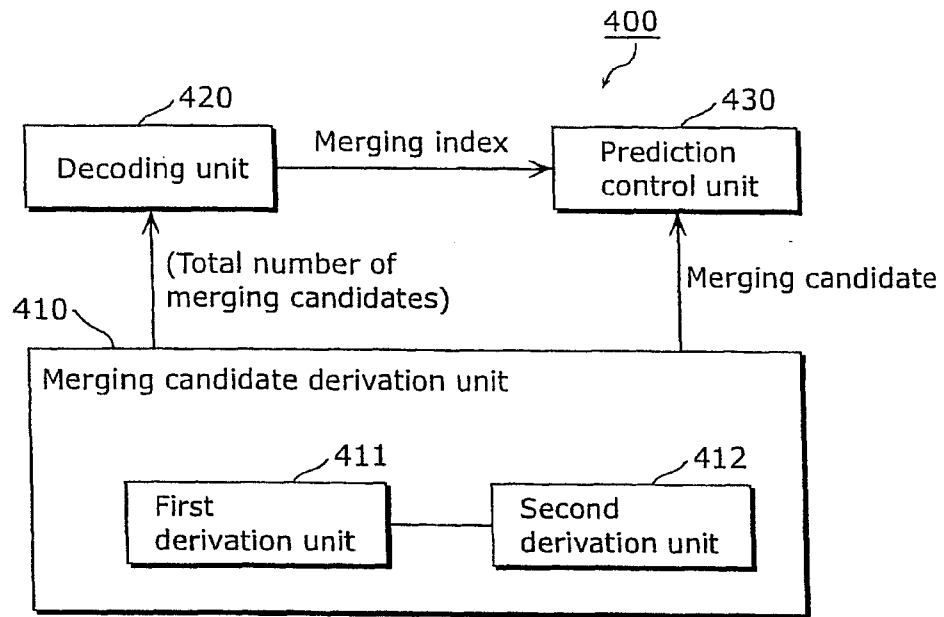 400
420
430
Decoding unit
Merging index
Prediction
control unit
(Total number of
merging candidates)
Merging candidate
410
Merging candidate derivation unit
411
412
First
derivation unit
Second
derivation unit